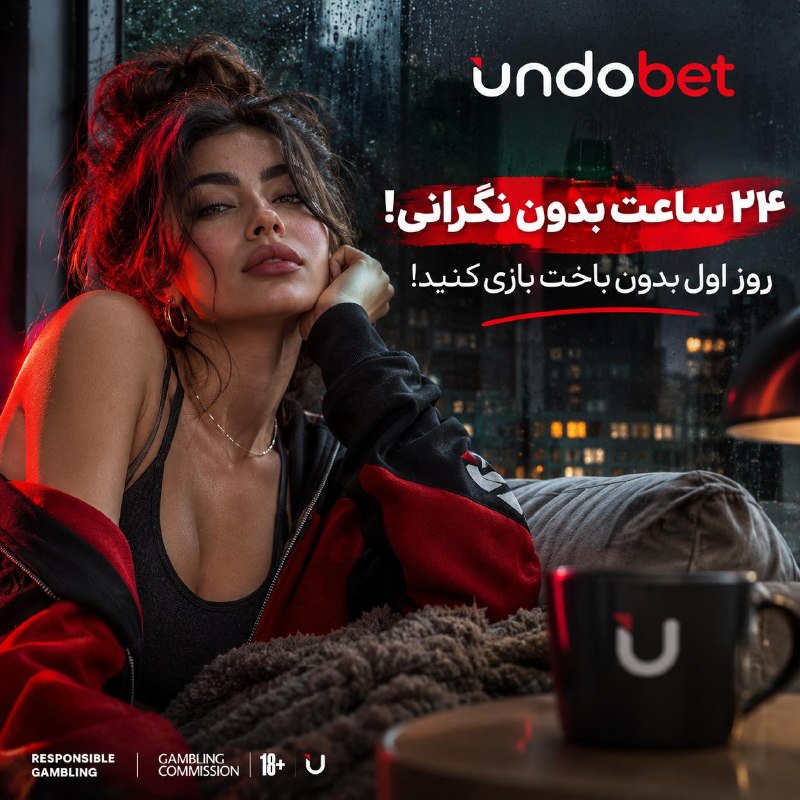 undobet
۲۴ ساعت بدون نگرانی!
روز اول بدون باخت بازی کنید!
U
RESPONSIBLE
GAMBLING
GAMBLING
COMMISSION
18+
U